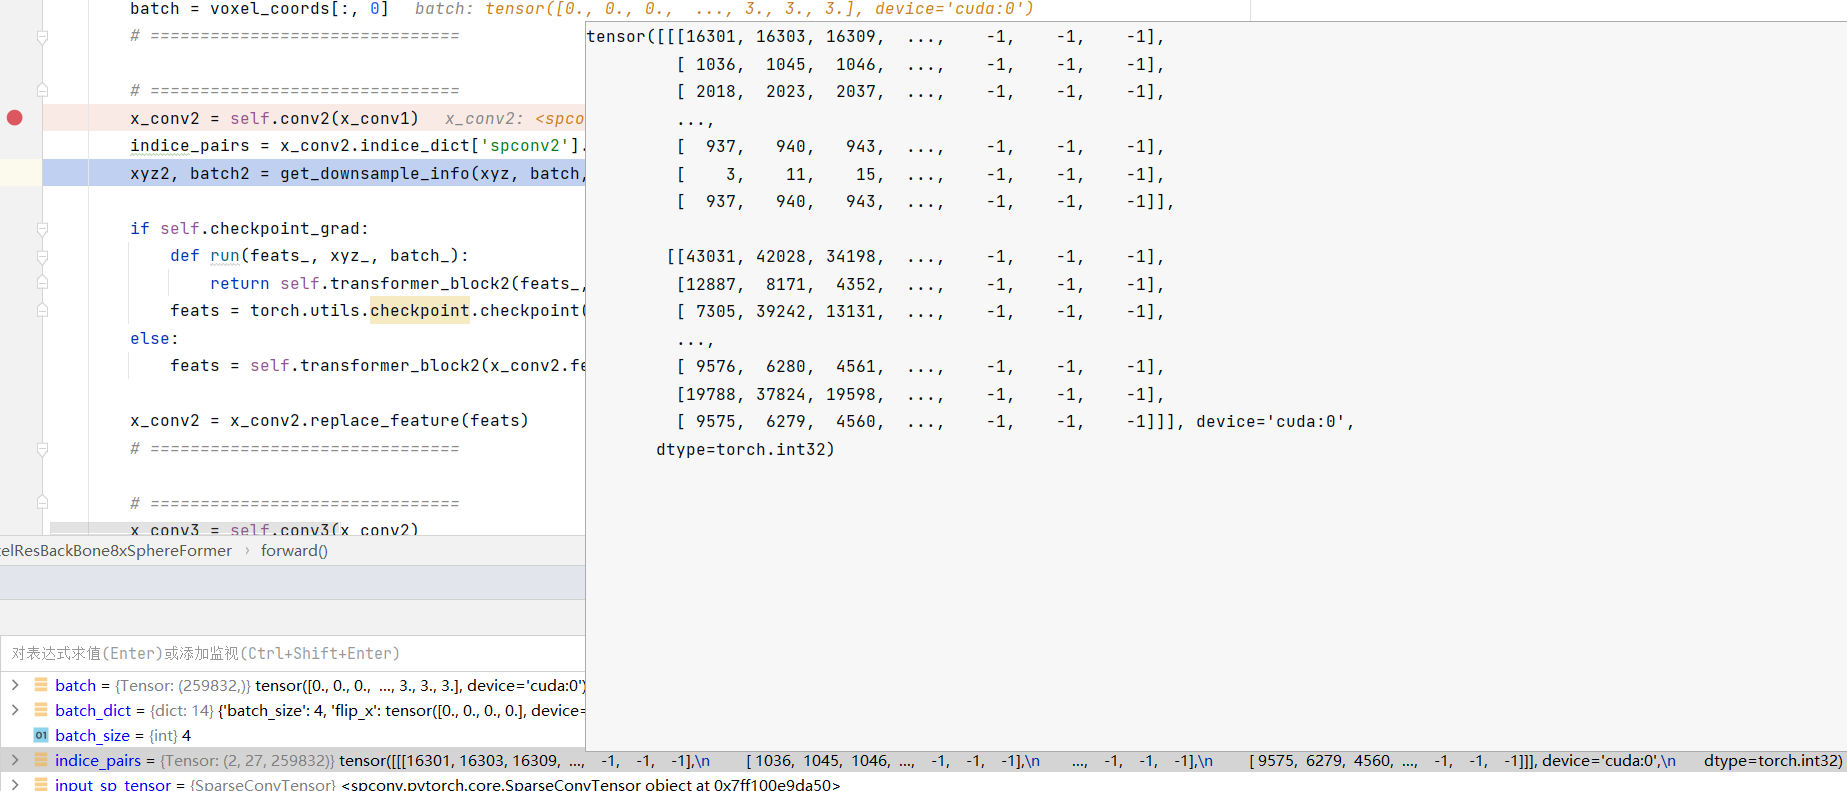 batch = voxel_coords[:, 0]   batch: tensor([0., 0., 0.,  ..., 3., 3., 3.], device='cuda:0')
# ===============================
# ===============================
x_conv2 = self.conv2(x_conv1)   x_conv2: <spco
indice_pairs = x_conv2.indice_dict['spconv2'].
xyz2, batch2 = get_downsample_info(xyz, batch,
if self.checkpoint_grad:
def run(feats_, xyz_, batch_):
return self.transformer_block2(feats_,
feats = torch.utils.checkpoint.checkpoint(
else:
feats = self.transformer_block2(x_conv2.fe
x_conv2 = x_conv2.replace_feature(feats)
# ===============================
# ===============================
x_conv3 = self.conv3(x_conv2)
tensor([[[16301, 16303, 16309,  ...,    -1,    -1,    -1],
[ 1036,  1045,  1046,  ...,    -1,    -1,    -1],
[ 2018,  2023,  2037,  ...,    -1,    -1,    -1],
...,
[  937,   940,   943,  ...,    -1,    -1,    -1],
[    3,    11,    15,  ...,    -1,    -1,    -1],
[  937,   940,   943,  ...,    -1,    -1,    -1]],
[[43031, 42028, 34198,  ...,    -1,    -1,    -1],
[12887,  8171,  4352,  ...,    -1,    -1,    -1],
[ 7305, 39242, 13131,  ...,    -1,    -1,    -1],
...,
[ 9576,  6280,  4561,  ...,    -1,    -1,    -1],
[19788, 37824, 19598,  ...,    -1,    -1,    -1],
[ 9575,  6279,  4560,  ...,    -1,    -1,    -1]]], device='cuda:0',
dtype=torch.int32)
elResBackBone8xSphereFormer › forward()
对表达式求值(Enter)或添加监视(Ctrl+Shift+Enter)
batch = {Tensor: (259832,)} tensor([0., 0., 0.,  ..., 3., 3., 3.], device='cuda:0')
batch_dict = {dict: 14} {'batch_size': 4, 'flip_x': tensor([0., 0., 0., 0.], device=
01 batch_size = {int} 4
indice_pairs = {Tensor: (2, 27, 259832)} tensor([[[16301, 16303, 16309,  ...,    -1,    -1,    -1],\n         [ 1036,  1045,  1046,  ...,    -1,    -1,    -1],\n         ...,    -1,    -1,    -1],\n         [ 9575,  6279,  4560,  ...,    -1,    -1,    -1]]], device='cuda:0',\n       dtype=torch.int32)
input_sp_tensor = {SparseConvTensor} <spconv.pytorch.core.SparseConvTensor object at 0x7ff100e9da50>